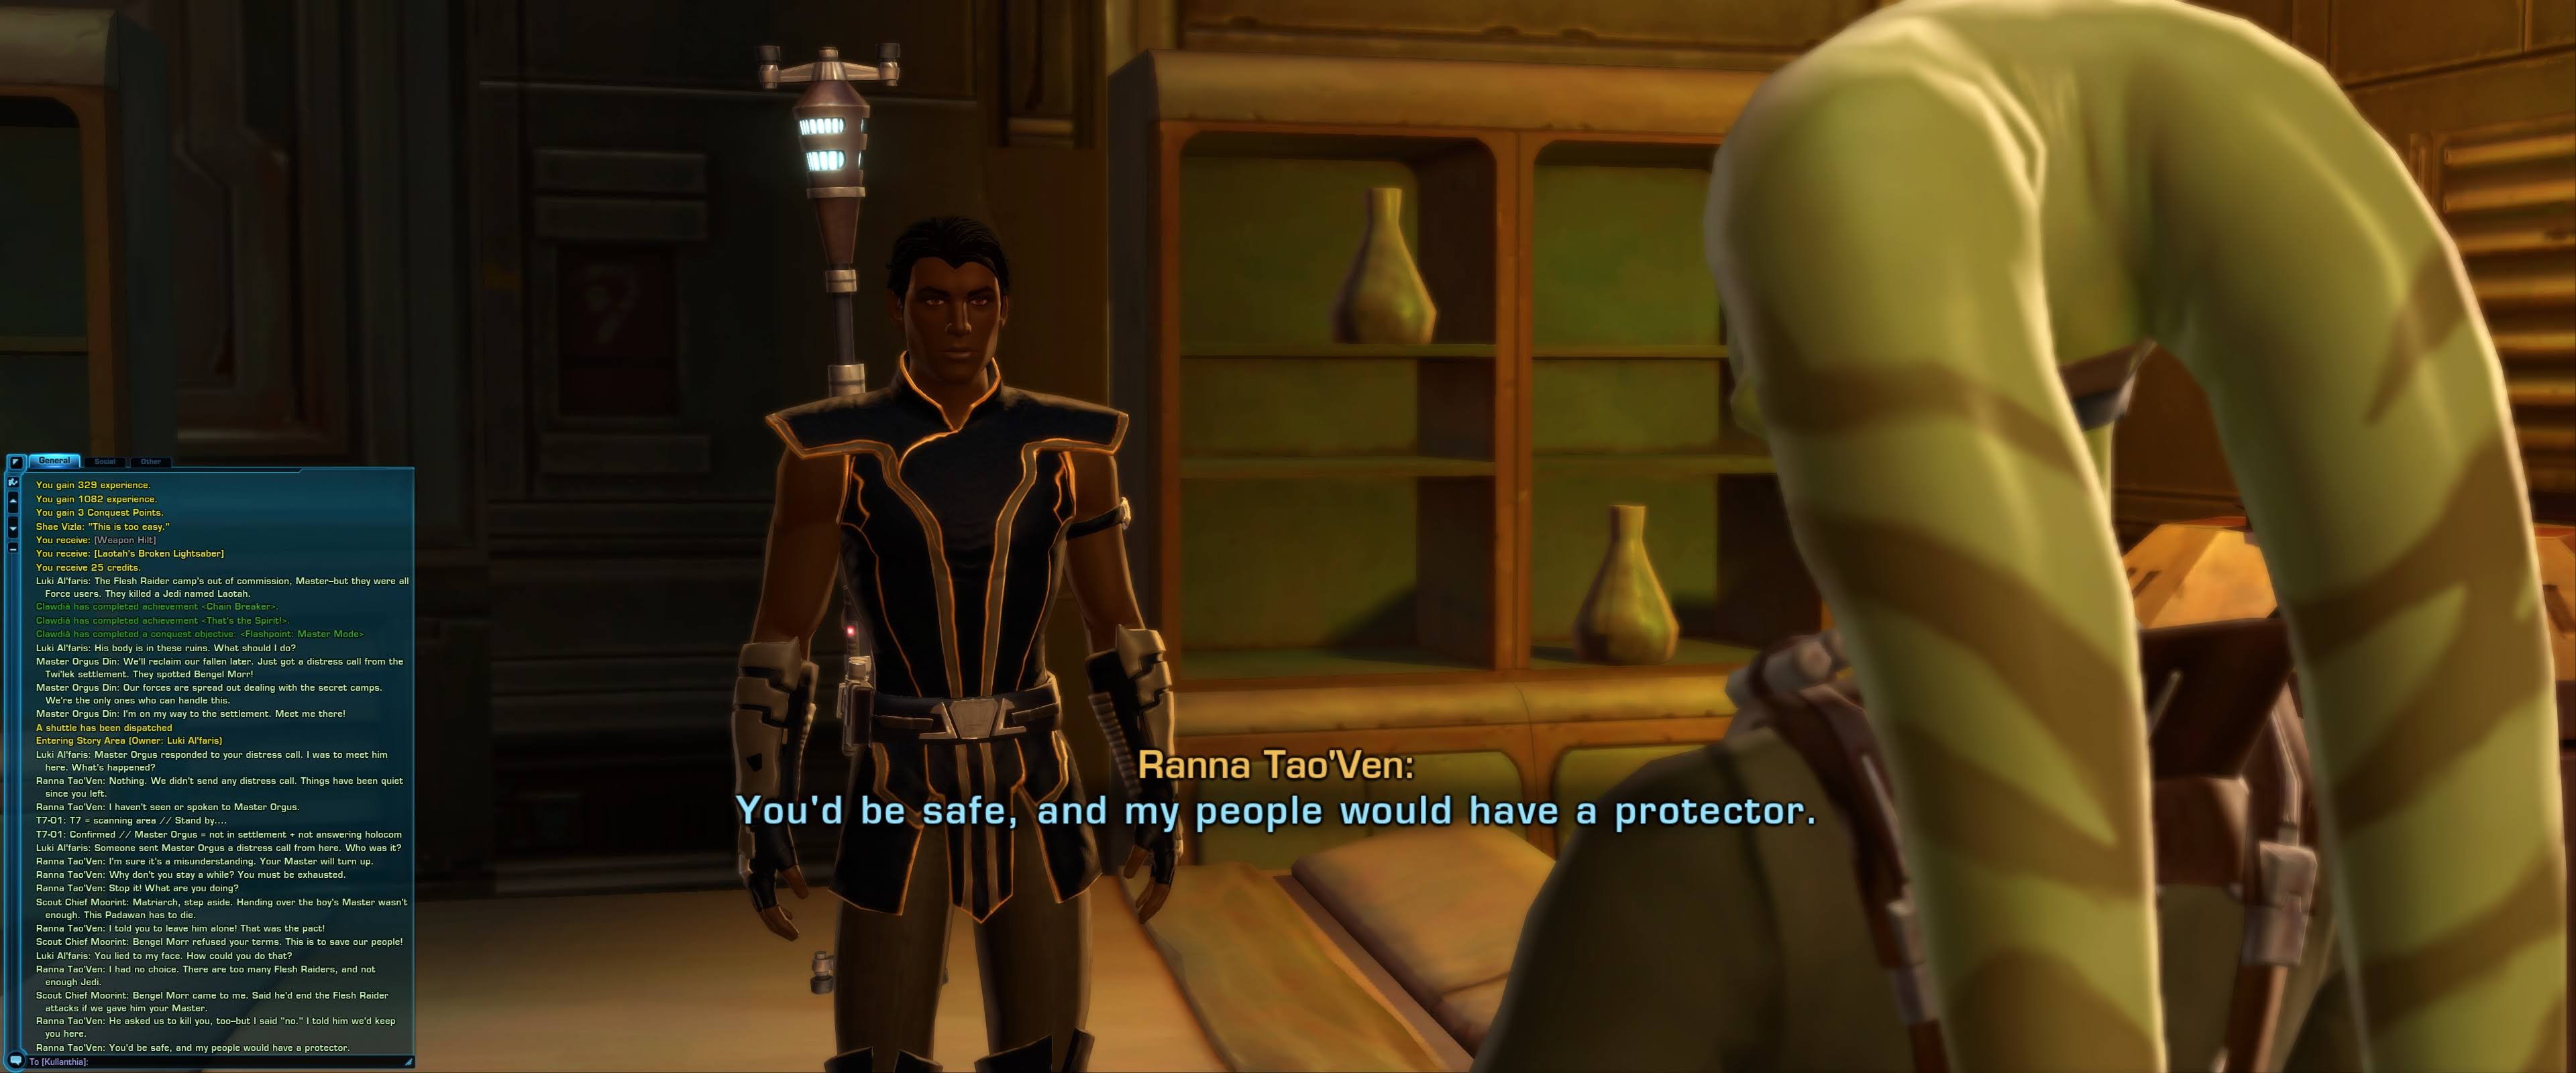 General Social Other
You gain 329 experience.
You gain 1082 experience.
You gain 3 Conquest Points.
Shae Vizla: "This is too easy."
You receive: [Weapon Hilt]
You receive: [Laotah's Broken Lightsaber]
You receive 25 credits.
Luki Al'faris: The Flesh Raider camp's out of commission, Master—but they were all
Force users. They killed a Jedi named Laotah.
Clawdiâ has completed achievement <Chain Breaker>.
Clawdiâ has completed achievement <That's the Spirit!>.
Clawdiâ has completed a conquest objective: <Flashpoint: Master Mode>
Luki Al'faris: His body is in these ruins. What should I do?
Master Orgus Din: We'll reclaim our fallen later. Just got a distress call from the
Twi'lek settlement. They spotted Bengel Morr!
Master Orgus Din: Our forces are spread out dealing with the secret camps.
We're the only ones who can handle this.
Master Orgus Din: I'm on my way to the settlement. Meet me there!
A shuttle has been dispatched
Entering Story Area (Owner: Luki Al'faris)
Luki Al'faris: Master Orgus responded to your distress call. I was to meet him
here. What's happened?
Ranna Tao'Ven: Nothing. We didn't send any distress call. Things have been quiet
since you left.
Ranna Tao'Ven: I haven't seen or spoken to Master Orgus.
T7-O1: T7 = scanning area // Stand by....
T7-O1: Confirmed // Master Orgus = not in settlement + not answering holocom
Luki Al'faris: Someone sent Master Orgus a distress call from here. Who was it?
Ranna Tao'Ven: I'm sure it's a misunderstanding. Your Master will turn up.
Ranna Tao'Ven: Why don't you stay a while? You must be exhausted.
Ranna Tao'Ven: Stop it! What are you doing?
Scout Chief Moorint: Matriarch, step aside. Handing over the boy's Master wasn't
enough. This Padawan has to die.
Ranna Tao'Ven: I told you to leave him alone! That was the pact!
Scout Chief Moorint: Bengel Morr refused your terms. This is to save our people!
Luki Al'faris: You lied to my face. How could you do that?
Ranna Tao'Ven: I had no choice. There are too many Flesh Raiders, and not
enough Jedi.
Scout Chief Moorint: Bengel Morr came to me. Said he'd end the Flesh Raider
attacks if we gave him your Master.
Ranna Tao'Ven: He asked us to kill you, too—but I said "no." I told him we'd keep
you here.
Ranna Tao'Ven: You'd be safe, and my people would have a protector.
To [Kullanthia]:
Ranna Tao'Ven:
You'd be safe, and my people would have a protector.